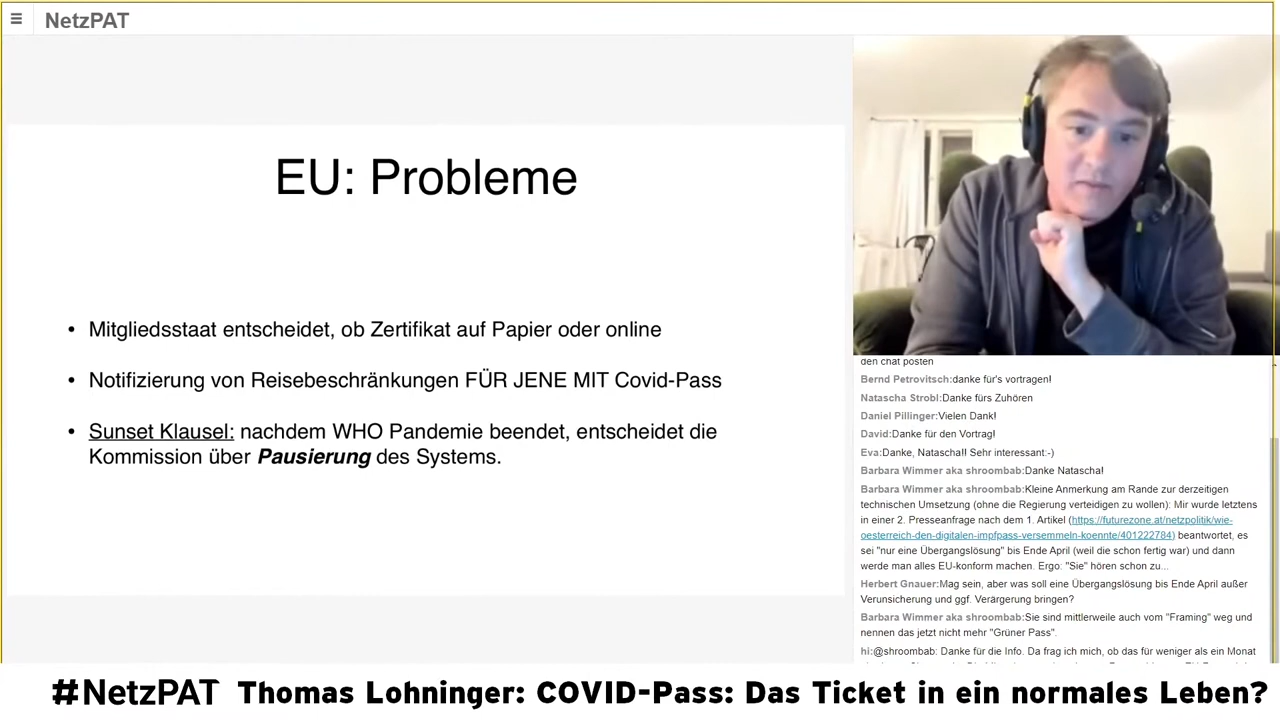 NetzPAT
EU: Probleme
• Mitgliedsstaat entscheidet, ob Zertifikat auf Papier oder online
• Notifizierung von Reisebeschränkungen FÜR JENE MIT Covid-Pass
• Sunset Klausel: nachdem WHO Pandemie beendet, entscheidet die
Kommission über Pausierung des Systems.
den chat posten
Bernd Petrovitsch:danke für's vortragen!
Natascha Strobl:Danke fürs Zuhören
Daniel Pillinger:Vielen Dank!
David:Danke für den Vortrag!
Eva:Danke, Natascha!! Sehr interessant:-)
Barbara Wimmer aka shroombab:Danke Natascha!
Barbara Wimmer aka shroombab:Kleine Anmerkung am Rande zur derzeitigen
technischen Umsetzung (ohne die Regierung verteidigen zu wollen): Mir wurde letztens
in einer 2. Presseanfrage nach dem 1. Artikel (https://futurezone.at/netzpolitik/wie-
oesterreich-den-digitalen-impfpass-versemmeln-koennte/401222784) beantwortet, es
sei "nur eine Übergangslösung" bis Ende April (weil die schon fertig war) und dann
werde man alles EU-konform machen. Ergo: "Sie" hören schon zu...
Herbert Gnauer:Mag sein, aber was soll eine Übergangslösung bis Ende April außer
Verunsicherung und ggf. Verärgerung bringen?
Barbara Wimmer aka shroombab:Sie sind mittlerweile auch vom "Framing" weg und
nennen das jetzt nicht mehr "Grüner Pass".
hi:@shroombab: Danke für die Info. Da frag ich mich, ob das für weniger als ein Monat
#NetzPAT Thomas Lohninger: COVID-Pass: Das Ticket in ein normales Leben?